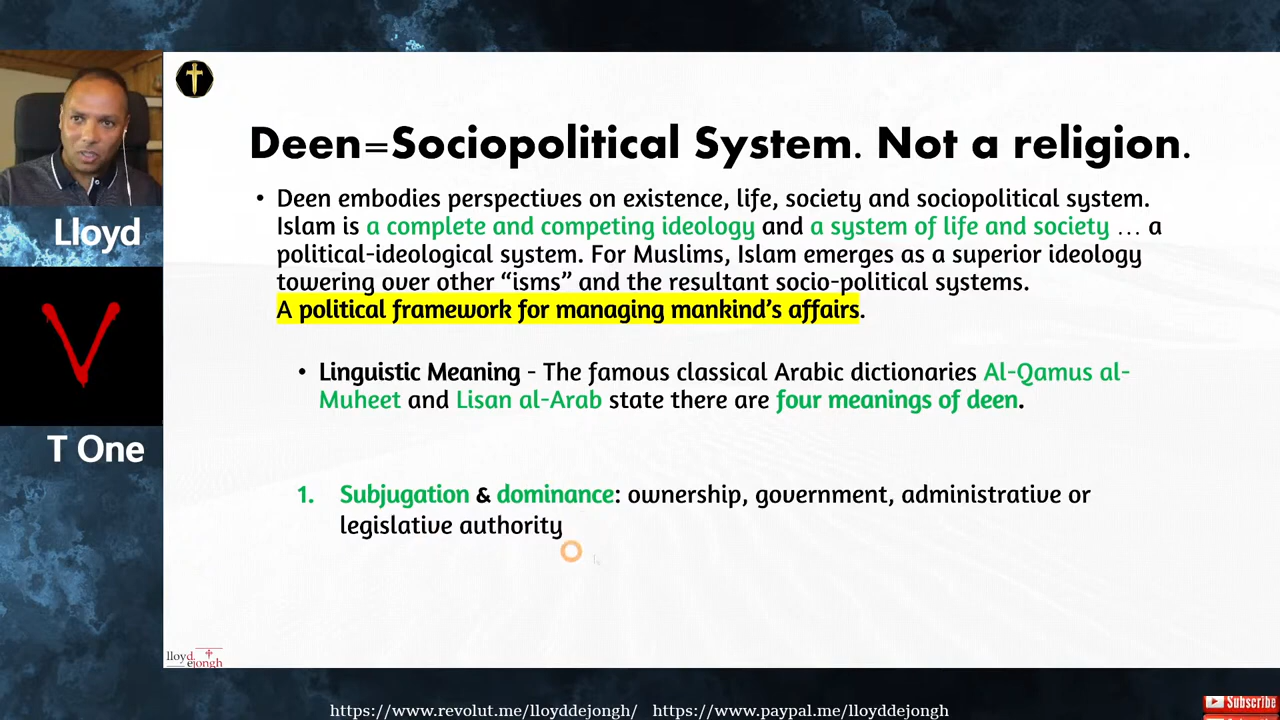 Deen=Sociopolitical System. Not a religion.
• Deen embodies perspectives on existence, life, society and sociopolitical system.
Islam is a complete and competing ideology and a system of life and society … a
political-ideological system. For Muslims, Islam emerges as a superior ideology
towering over other “isms” and the resultant socio-political systems.
A political framework for managing mankind’s affairs.
• Linguistic Meaning - The famous classical Arabic dictionaries Al-Qamus al-
Muheet and Lisan al-Arab state there are four meanings of deen.
1. Subjugation & dominance: ownership, government, administrative or
legislative authority
Lloyd
V
T One
lloyd
dejongh
https://www.revolut.me/lloyddejongh/ https://www.paypal.me/lloyddejongh
Subscribe